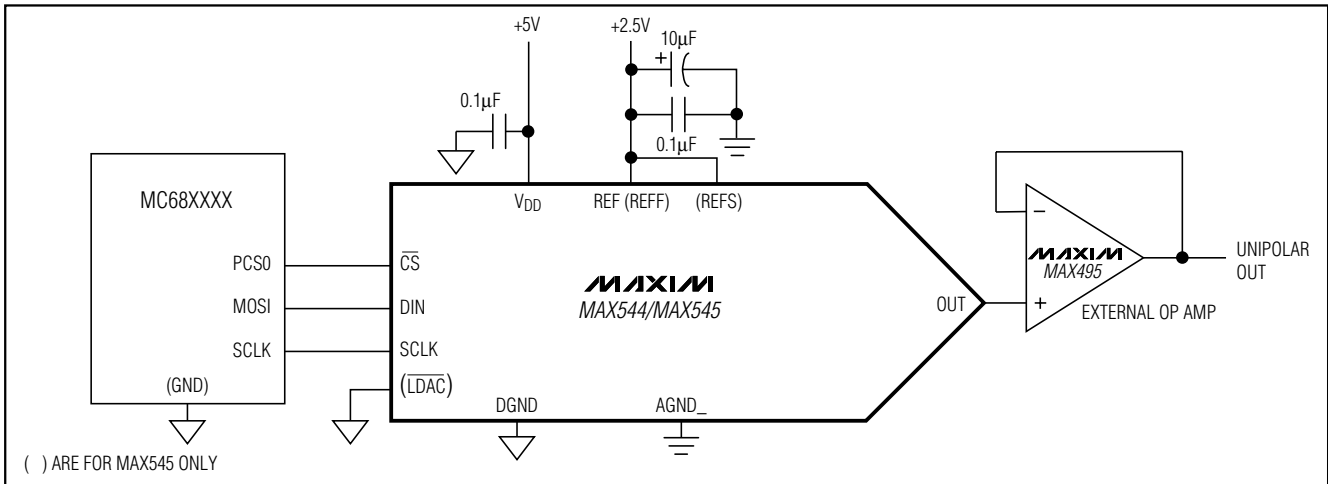 +5V
+2.5V
10µF
+
0.1µF
0.1µF
MC68XXXX
VDD
REF (REFF)
(REFS)
PCS0
CS
MOSI
DIN
SCLK
SCLK
(LDAC)
(GND)
MAXIM
MAX544/MAX545
OUT
DGND
AGND_
−
MAXIM
MAX495
+
UNIPOLAR
OUT
EXTERNAL OP AMP
( ) ARE FOR MAX545 ONLY